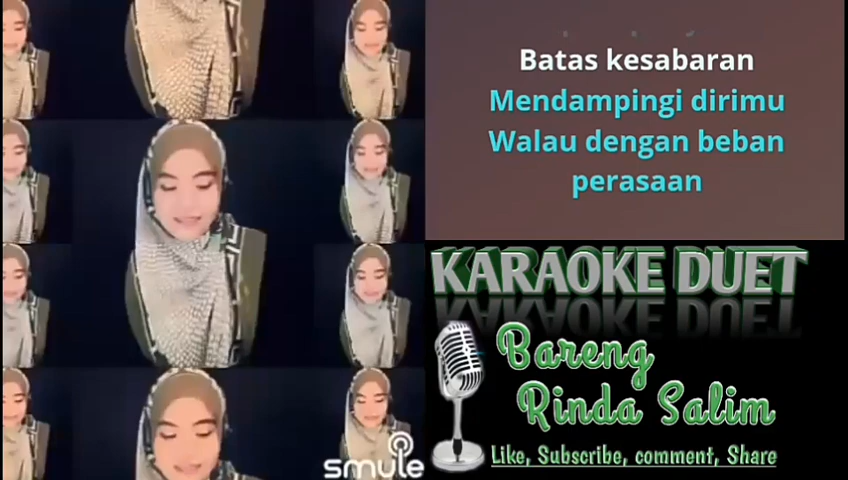 Batas kesabaran
Mendampingi dirimu
Walau dengan beban
perasaan
KARAOKE DUET
Bareng
Rinda Salim
Like, Subscribe, comment, Share
smule